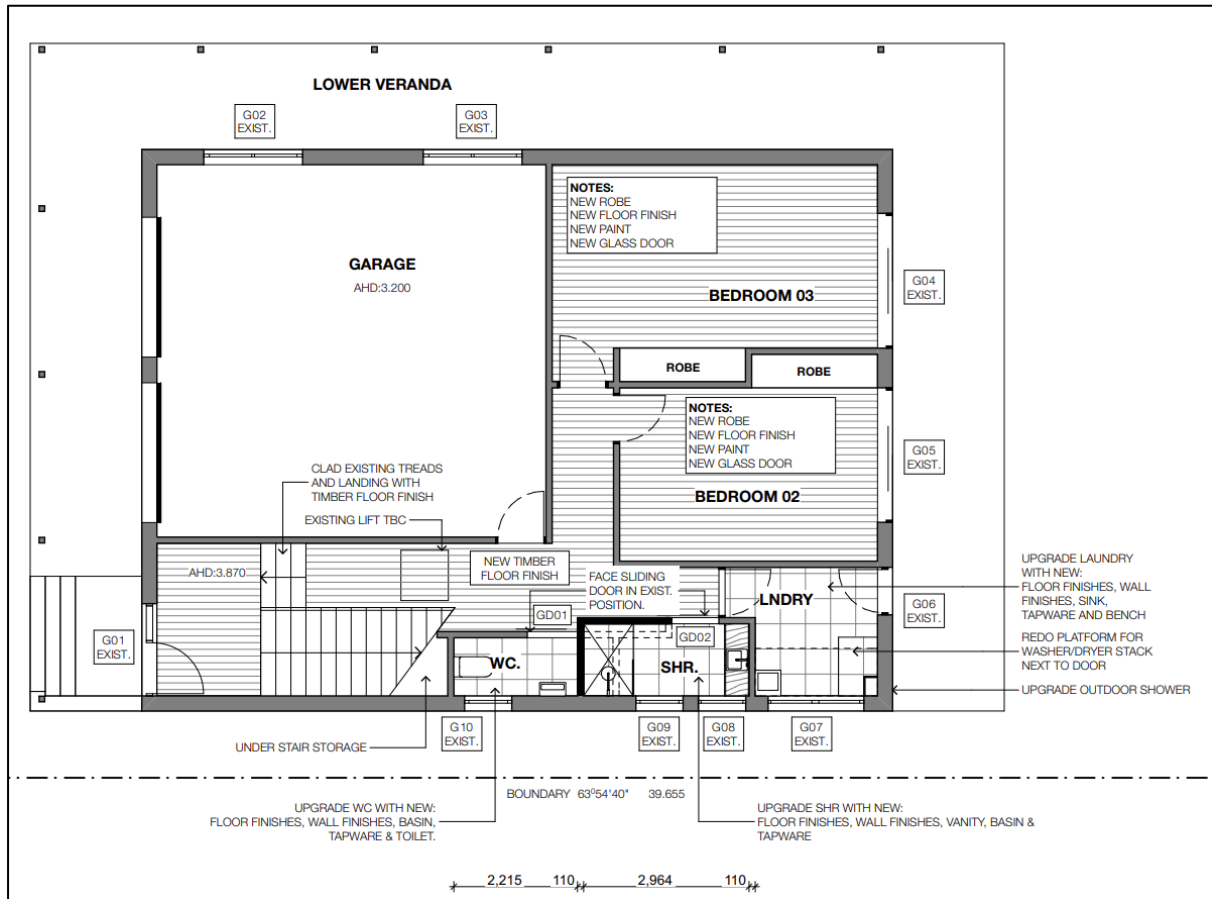 LOWER VERANDA
G02
EXIST.
G03
EXIST.
NOTES:
NEW ROBE
NEW FLOOR FINISH
NEW PAINT
NEW GLASS DOOR
GARAGE
AHD:3.200
BEDROOM 03
G04
EXIST.
ROBE
ROBE
NOTES:
NEW ROBE
NEW FLOOR FINISH
NEW PAINT
NEW GLASS DOOR
G05
EXIST.
BEDROOM 02
CLAD EXISTING TREADS
AND LANDING WITH
TIMBER FLOOR FINISH
EXISTING LIFT TBC
AHD:3.870
NEW TIMBER
FLOOR FINISH
FACE SLIDING
DOOR IN EXIST.
POSITION.
GD01
GD02
LNDRY
UPGRADE LAUNDRY
WITH NEW:
FLOOR FINISHES, WALL
FINISHES, SINK,
TAPWARE AND BENCH
G06
EXIST.
G01
EXIST.
WC.
SHR.
REDO PLATFORM FOR
WASHER/DRYER STACK
NEXT TO DOOR
UPGRADE OUTDOOR SHOWER
UNDER STAIR STORAGE
G10
EXIST.
G09
EXIST.
G08
EXIST.
G07
EXIST.
BOUNDARY 63°54'40" 39.655
UPGRADE WC WITH NEW:
FLOOR FINISHES, WALL FINISHES, BASIN,
TAPWARE & TOILET.
UPGRADE SHR WITH NEW:
FLOOR FINISHES, WALL FINISHES, VANITY, BASIN &
TAPWARE
2,215 110 2,964 110